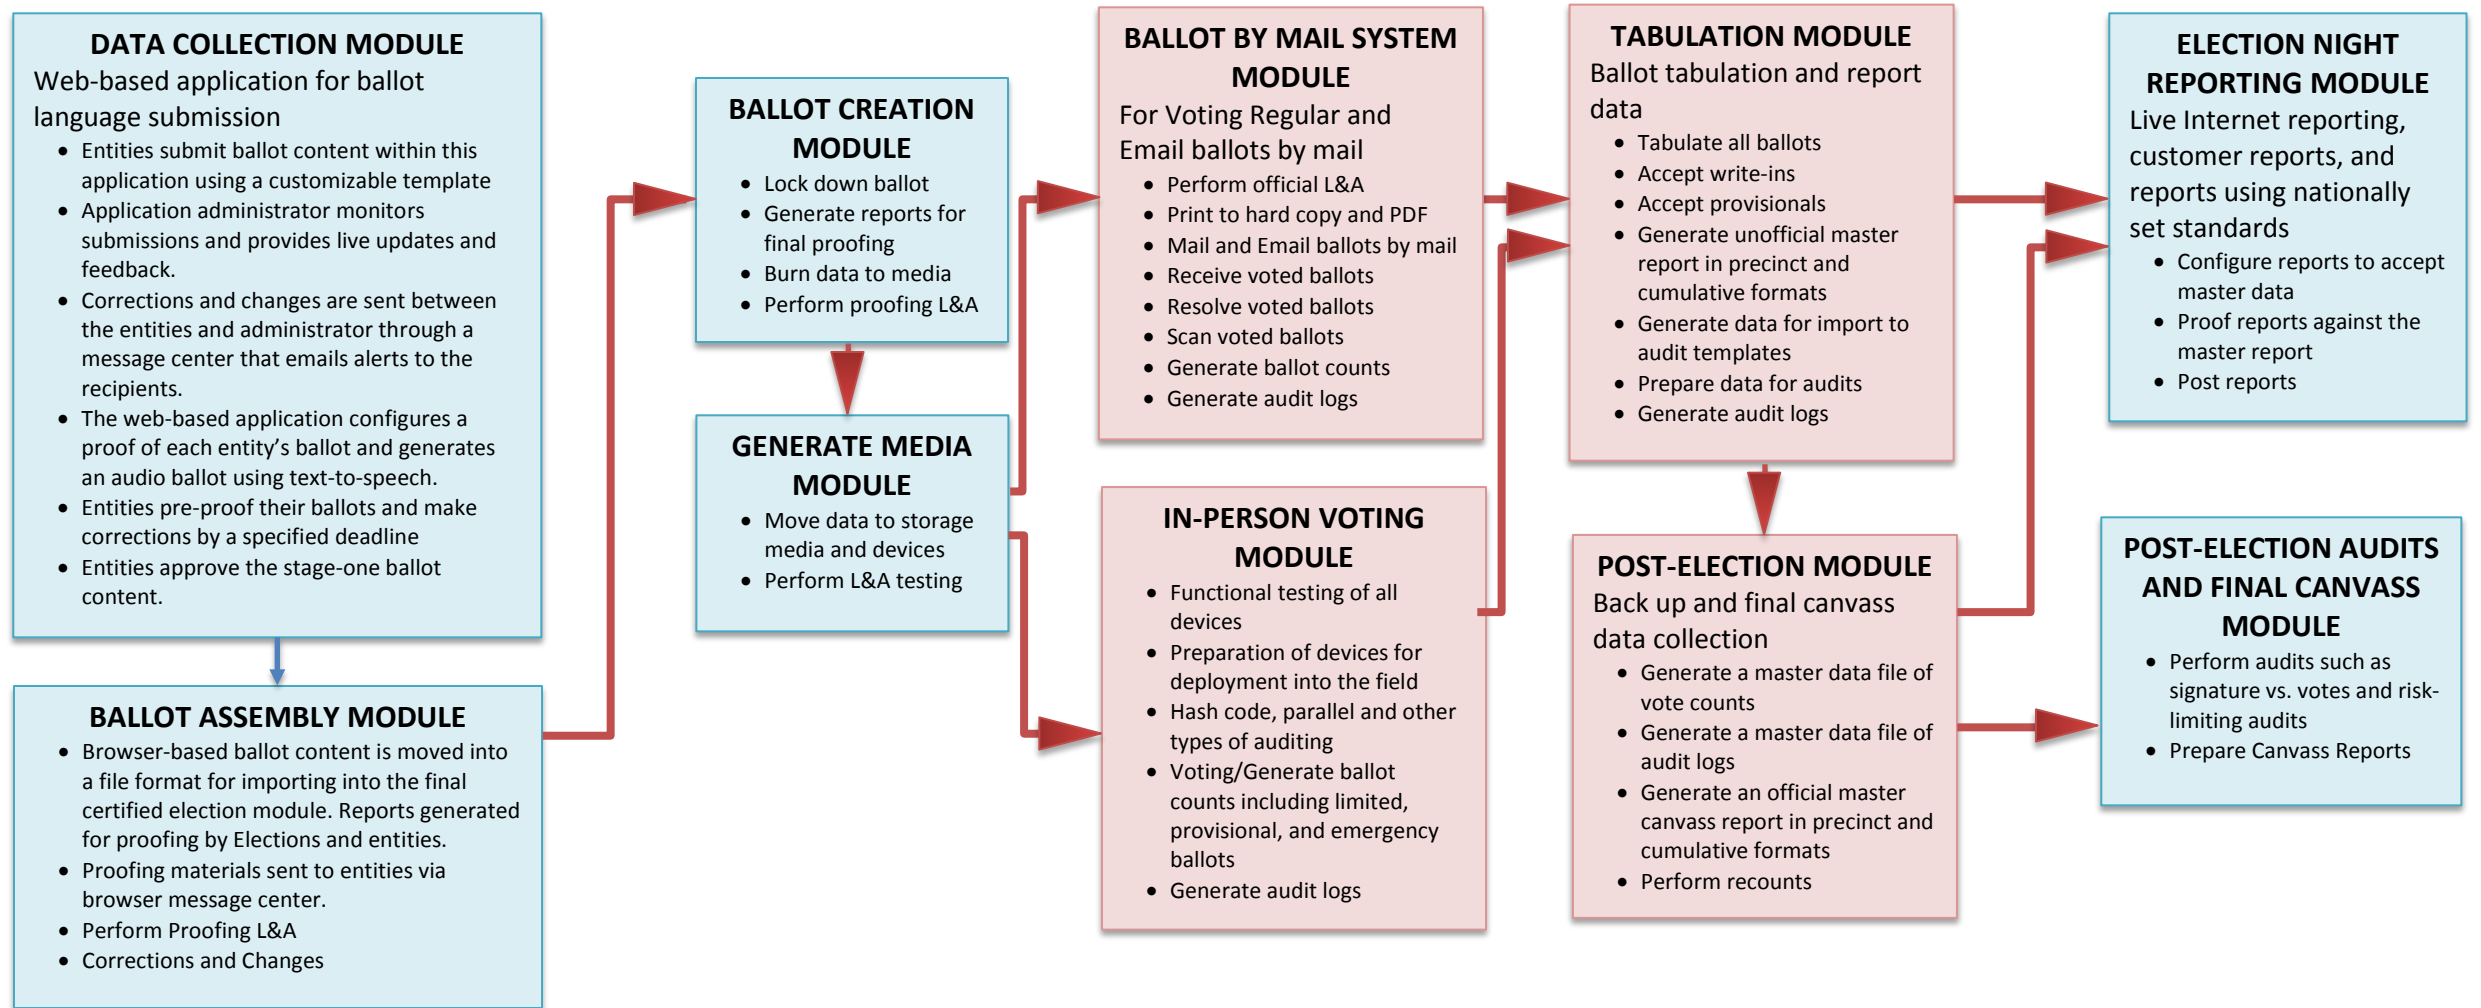 DATA COLLECTION MODULE
Web-based application for ballot
language submission
• Entities submit ballot content within this
application using a customizable template
• Application administrator monitors
submissions and provides live updates and
feedback.
• Corrections and changes are sent between
the entities and administrator through a
message center that emails alerts to the
recipients.
• The web-based application configures a
proof of each entity’s ballot and generates
an audio ballot using text-to-speech.
• Entities pre-proof their ballots and make
corrections by a specified deadline
• Entities approve the stage-one ballot
content.
BALLOT ASSEMBLY MODULE
• Browser-based ballot content is moved into
a file format for importing into the final
certified election module. Reports generated
for proofing by Elections and entities.
• Proofing materials sent to entities via
browser message center.
• Perform Proofing L&A
• Corrections and Changes
BALLOT CREATION
MODULE
• Lock down ballot
• Generate reports for
final proofing
• Burn data to media
• Perform proofing L&A
GENERATE MEDIA
MODULE
• Move data to storage
media and devices
• Perform L&A testing
BALLOT BY MAIL SYSTEM
MODULE
For Voting Regular and
Email ballots by mail
• Perform official L&A
• Print to hard copy and PDF
• Mail and Email ballots by mail
• Receive voted ballots
• Resolve voted ballots
• Scan voted ballots
• Generate ballot counts
• Generate audit logs
IN-PERSON VOTING
MODULE
• Functional testing of all
devices
• Preparation of devices for
deployment into the field
• Hash code, parallel and other
types of auditing
• Voting/Generate ballot
counts including limited,
provisional, and emergency
ballots
• Generate audit logs
TABULATION MODULE
Ballot tabulation and report
data
• Tabulate all ballots
• Accept write-ins
• Accept provisionals
• Generate unofficial master
report in precinct and
cumulative formats
• Generate data for import to
audit templates
• Prepare data for audits
• Generate audit logs
POST-ELECTION MODULE
Back up and final canvass
data collection
• Generate a master data file of
vote counts
• Generate a master data file of
audit logs
• Generate an official master
canvass report in precinct and
cumulative formats
• Perform recounts
ELECTION NIGHT
REPORTING MODULE
Live Internet reporting,
customer reports, and
reports using nationally
set standards
• Configure reports to accept
master data
• Proof reports against the
master report
• Post reports
POST-ELECTION AUDITS
AND FINAL CANVASS
MODULE
• Perform audits such as
signature vs. votes and risk-
limiting audits
• Prepare Canvass Reports